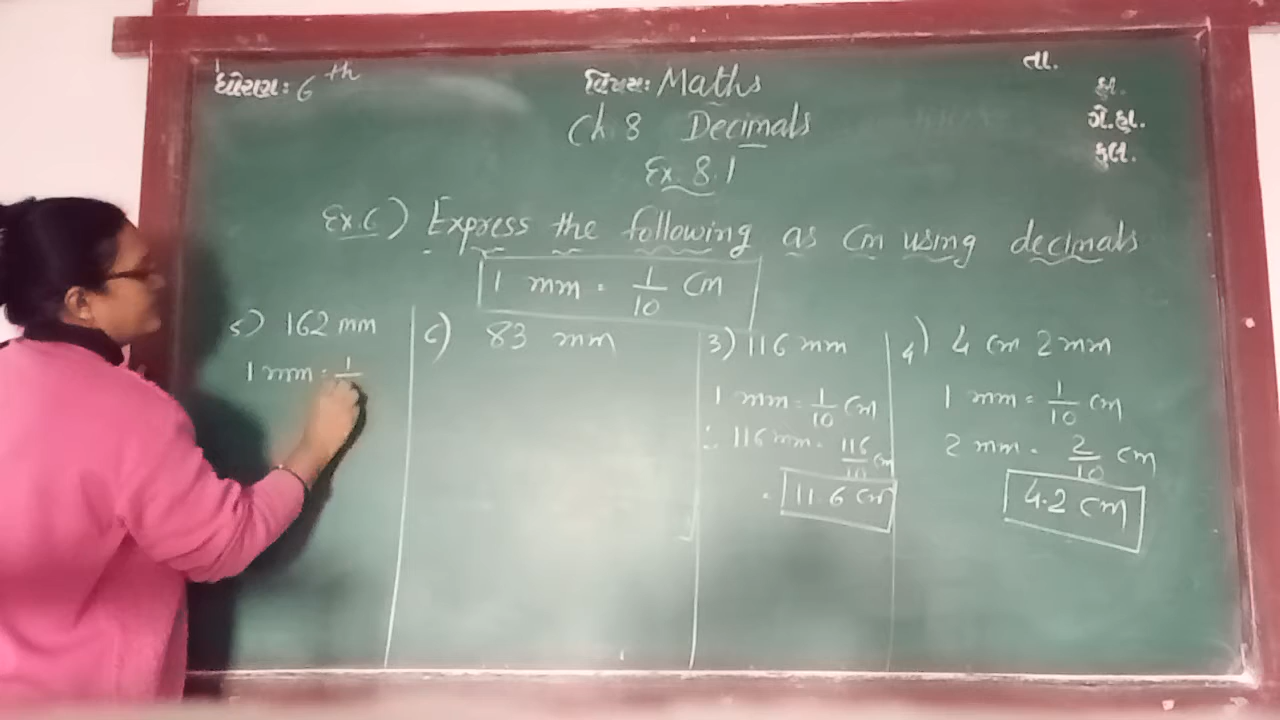 ધોરણ: 6th
વિષય: Maths
તા.
હા.
ગે.હા.
કુલ.
Ch. 8 Decimals
Ex. 8.1
Ex.6) Express the following as cm using decimals
1 mm = 1/10 cm
5) 162 mm
1 mm = 1/
6) 83 mm
3) 116 mm
1 mm = 1/10 cm
∴ 116 mm = 116/10 cm
= 11.6 cm
4) 4 cm 2 mm
1 mm = 1/10 cm
2 mm = 2/10 cm
4.2 cm